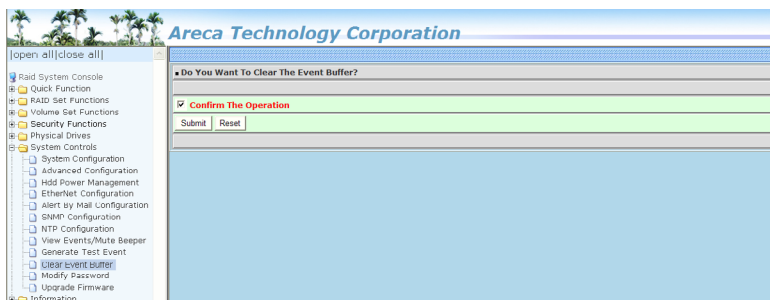 Areca Technology Corporation
|open all|close all|
Raid System Console
Quick Function
RAID Set Functions
Volume Set Functions
Security Functions
Physical Drives
System Controls
System Configuration
Advanced Configuration
Hdd Power Management
EtherNet Configuration
Alert By Mail Configuration
SNMP Configuration
NTP Configuration
View Events/Mute Beeper
Generate Test Event
Clear Event Buffer
Modify Password
Upgrade Firmware
Information
Do You Want To Clear The Event Buffer?
Confirm The Operation
Submit Reset